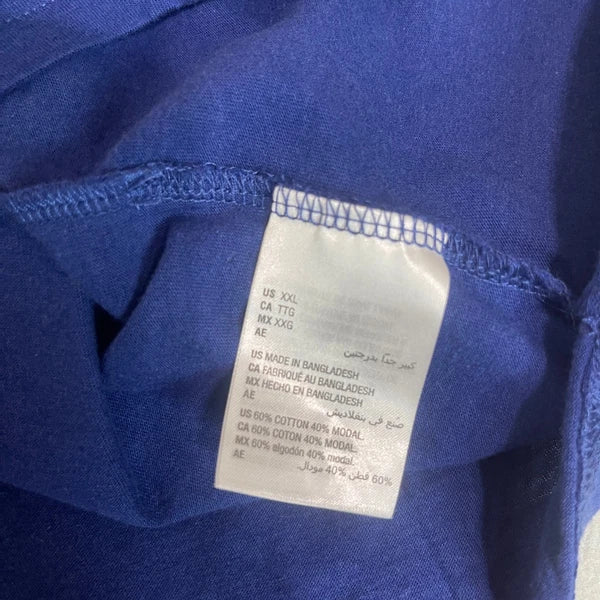 US XXL
CA TTG
MX XXG
AE
كبير جدًا بدرجتين
US MADE IN BANGLADESH
CA FABRIQUÉ AU BANGLADESH
MX HECHO EN BANGLADESH
AE
صنع في بنغلاديش
US 60% COTTON 40% MODAL.
CA 60% COTON 40% MODAL.
MX 60% algodón 40% modal.
AE
60% قطن 40% مودال.